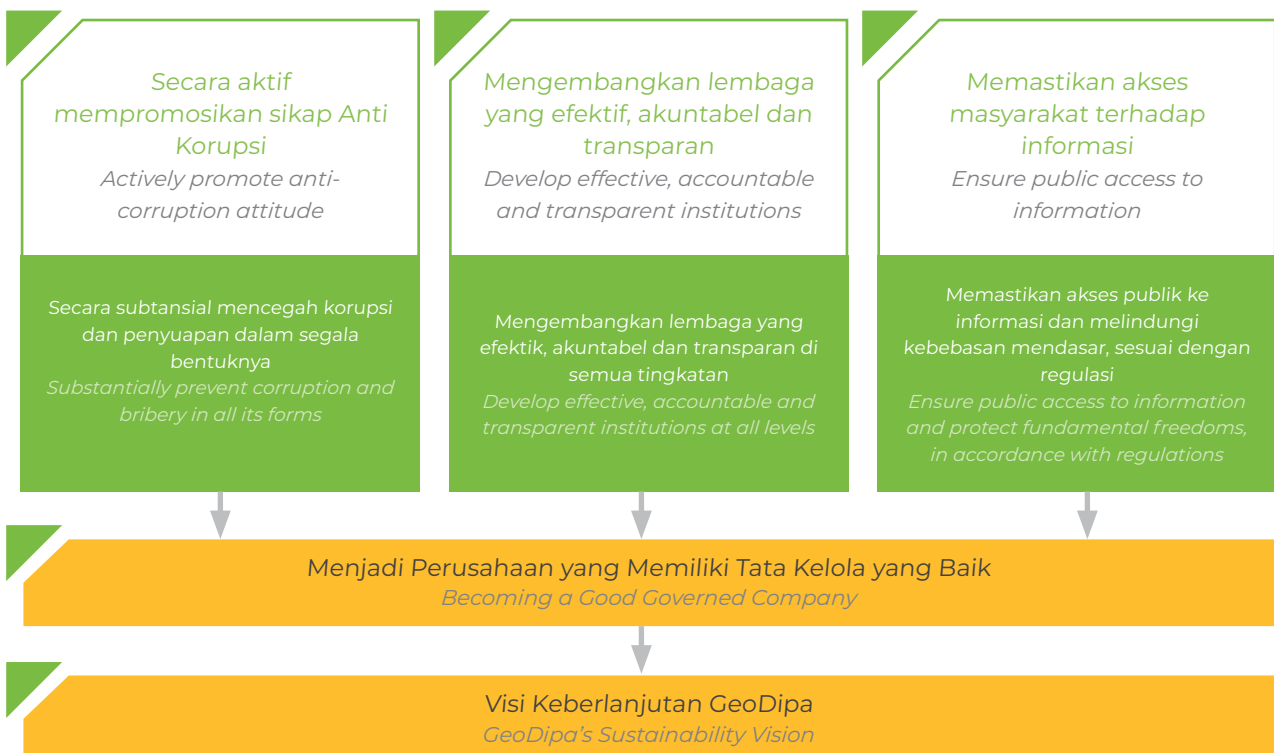 Secara aktif
mempromosikan sikap Anti
Korupsi
Actively promote anti-
corruption attitude
Secara subtansial mencegah korupsi
dan penyuapan dalam segala
bentuknya
Substantially prevent corruption and
bribery in all its forms
Mengembangkan lembaga
yang efektif, akuntabel dan
transparan
Develop effective, accountable
and transparent institutions
Mengembangkan lembaga yang
efektik, akuntabel dan transparan di
semua tingkatan
Develop effective, accountable and
transparent institutions at all levels
Memastikan akses
masyarakat terhadap
informasi
Ensure public access to
information
Memastikan akses publik ke
informasi dan melindungi
kebebasan mendasar, sesuai dengan
regulasi
Ensure public access to information
and protect fundamental freedoms,
in accordance with regulations
Menjadi Perusahaan yang Memiliki Tata Kelola yang Baik
Becoming a Good Governed Company
Visi Keberlanjutan GeoDipa
GeoDipa's Sustainability Vision